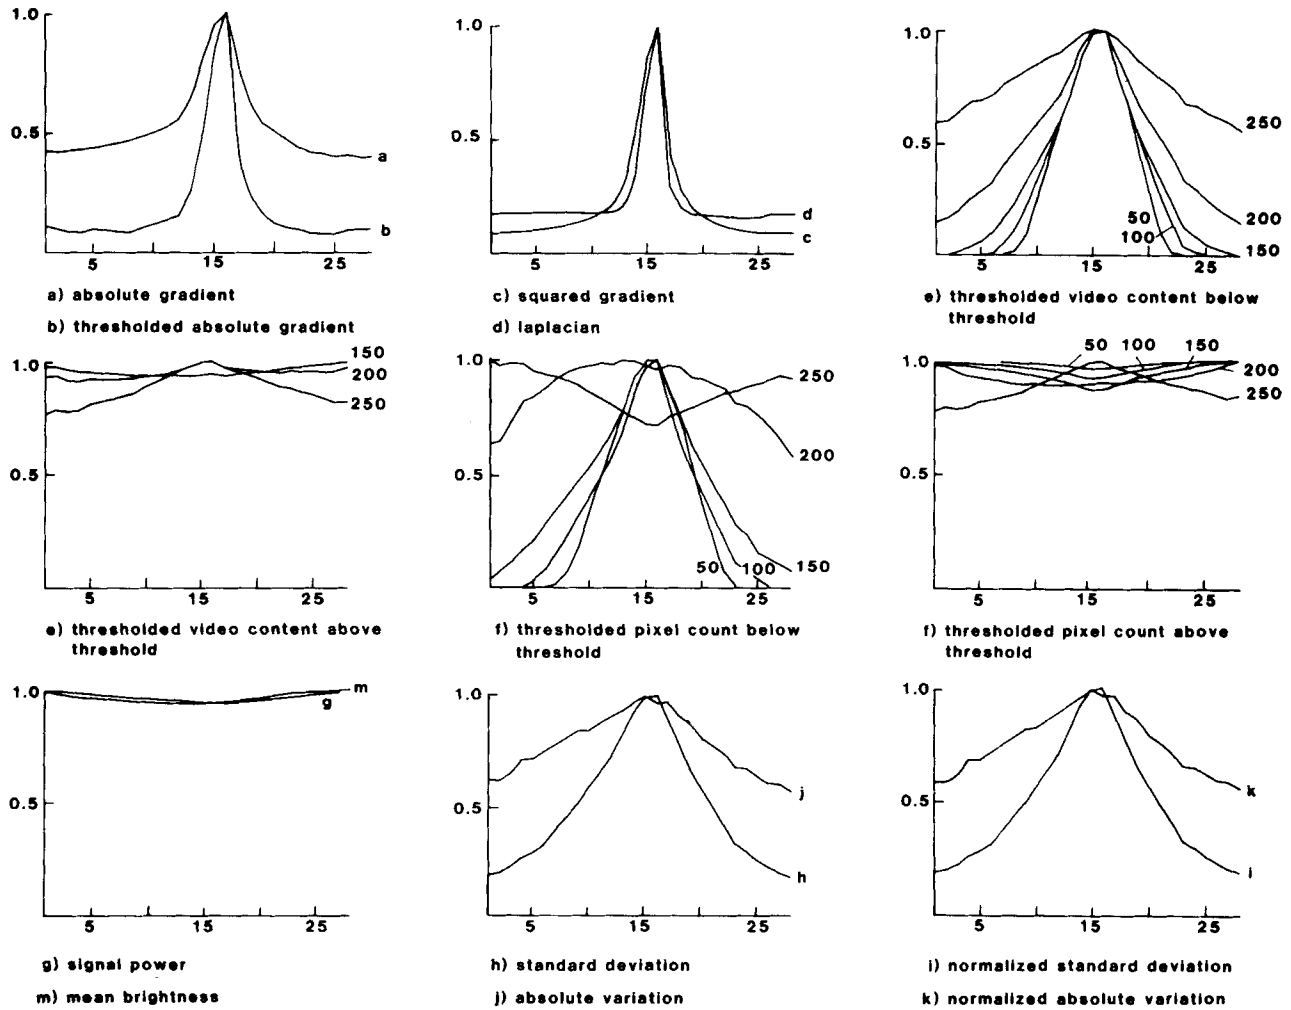 1.0
0.5
a
b
5 15 25
a) absolute gradient
b) thresholded absolute gradient
1.0
0.5
d
c
5 15 25
c) squared gradient
d) laplacian
1.0
0.5
250
200
50
100
150
5 15 25
e) thresholded video content below
threshold
1.0
0.5
150
200
250
5 15 25
e) thresholded video content above
threshold
1.0
0.5
250
200
50 100 150
5 15 25
f) thresholded pixel count below
threshold
1.0
0.5
50 100 150
200
250
5 15 25
f) thresholded pixel count above
threshold
1.0
0.5
m
g
5 15 25
g) signal power
m) mean brightness
1.0
0.5
j
h
5 15 25
h) standard deviation
j) absolute variation
1.0
0.5
k
i
5 15 25
i) normalized standard deviation
k) normalized absolute variation